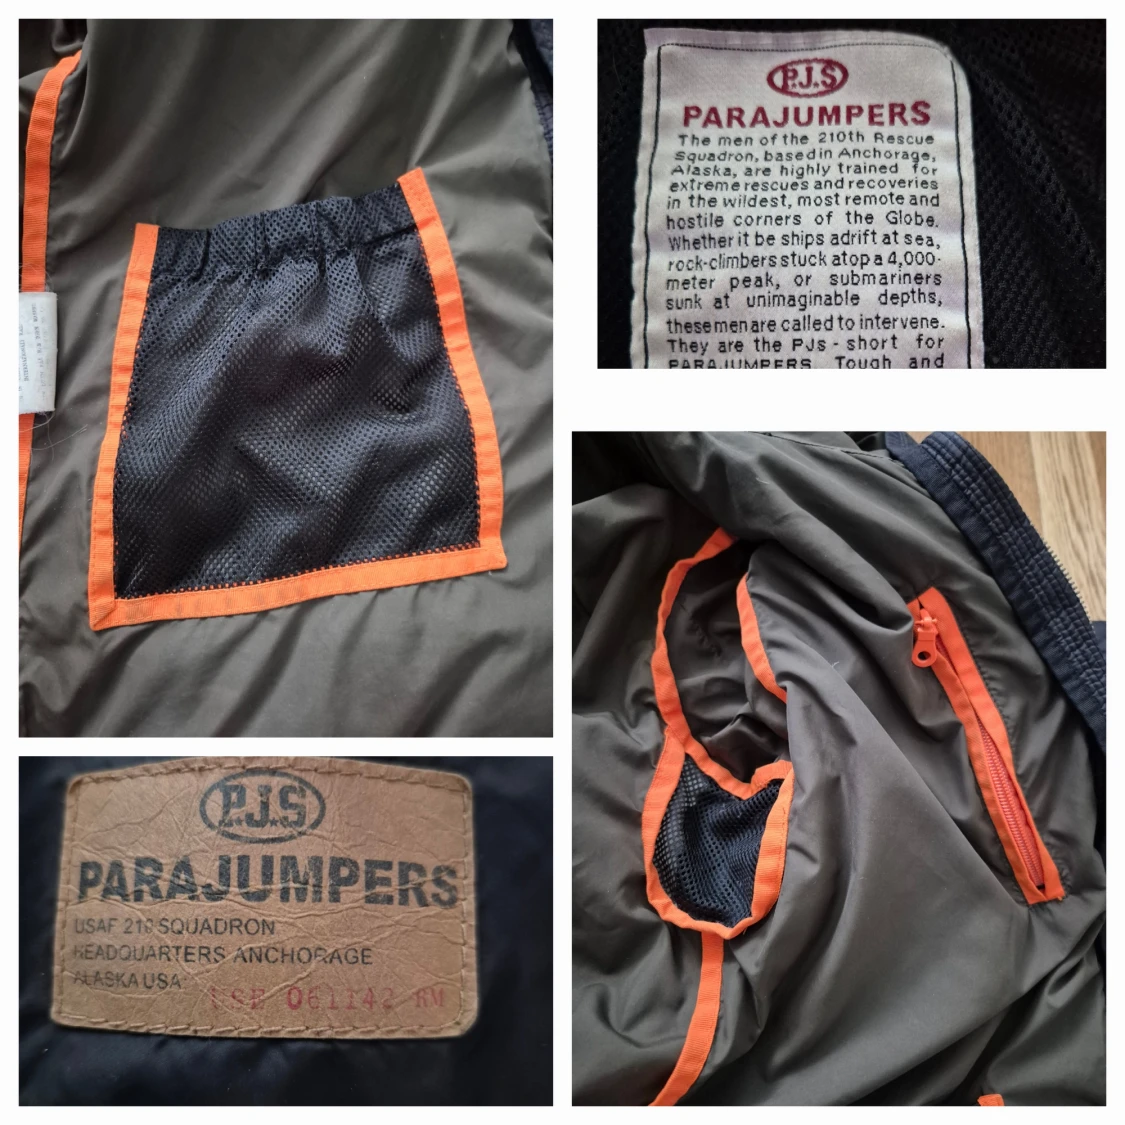 P.J.S
PARAJUMPERS
The men of the 210th Rescue
Squadron, based in Anchorage,
Alaska, are highly trained for
extreme rescues and recoveries
in the wildest, most remote and
hostile corners of the Globe.
Whether it be ships adrift at sea,
rock-climbers stuck atop a 4,000-
meter peak, or submariners
sunk at unimaginable depths,
these men are called to intervene.
They are the PJs - short for
PARAJUMPERS. Tough and
P.J.S
PARAJUMPERS
USAF 210 SQUADRON
HEADQUARTERS ANCHORAGE
ALASKA USA
061142 RM